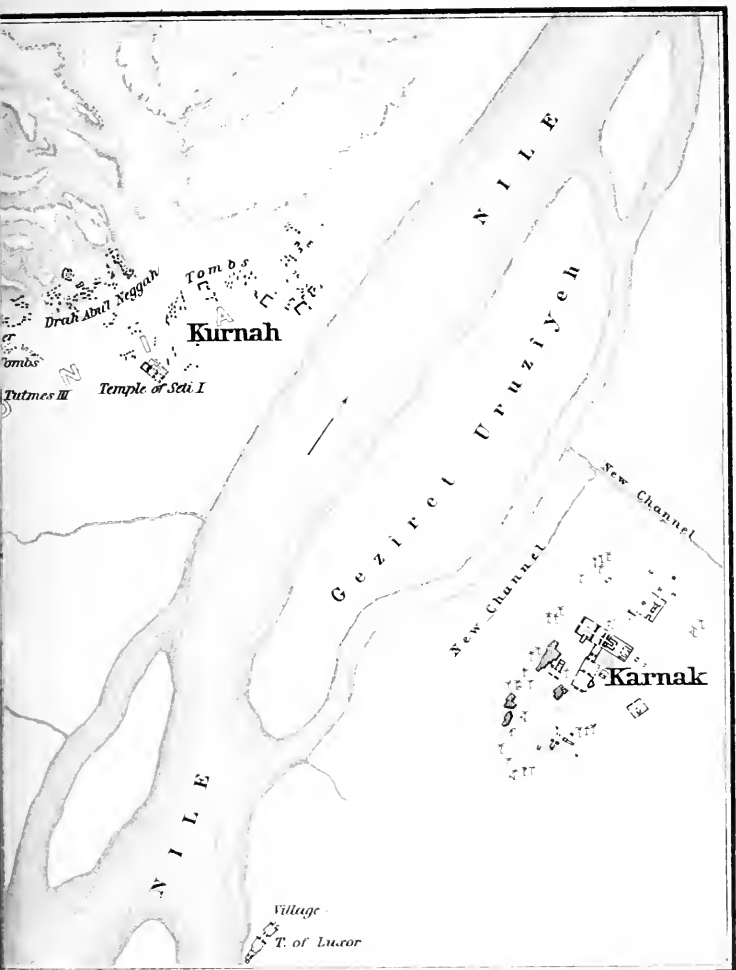 NILE
Geziret Uruziyeh
Tombs
Drah Abul Neggah
Kurnah
Tombs
Tutmes III
Temple of Seti I
New Channel
New Channel
Karnak
NILE
Village
T. of Luxor